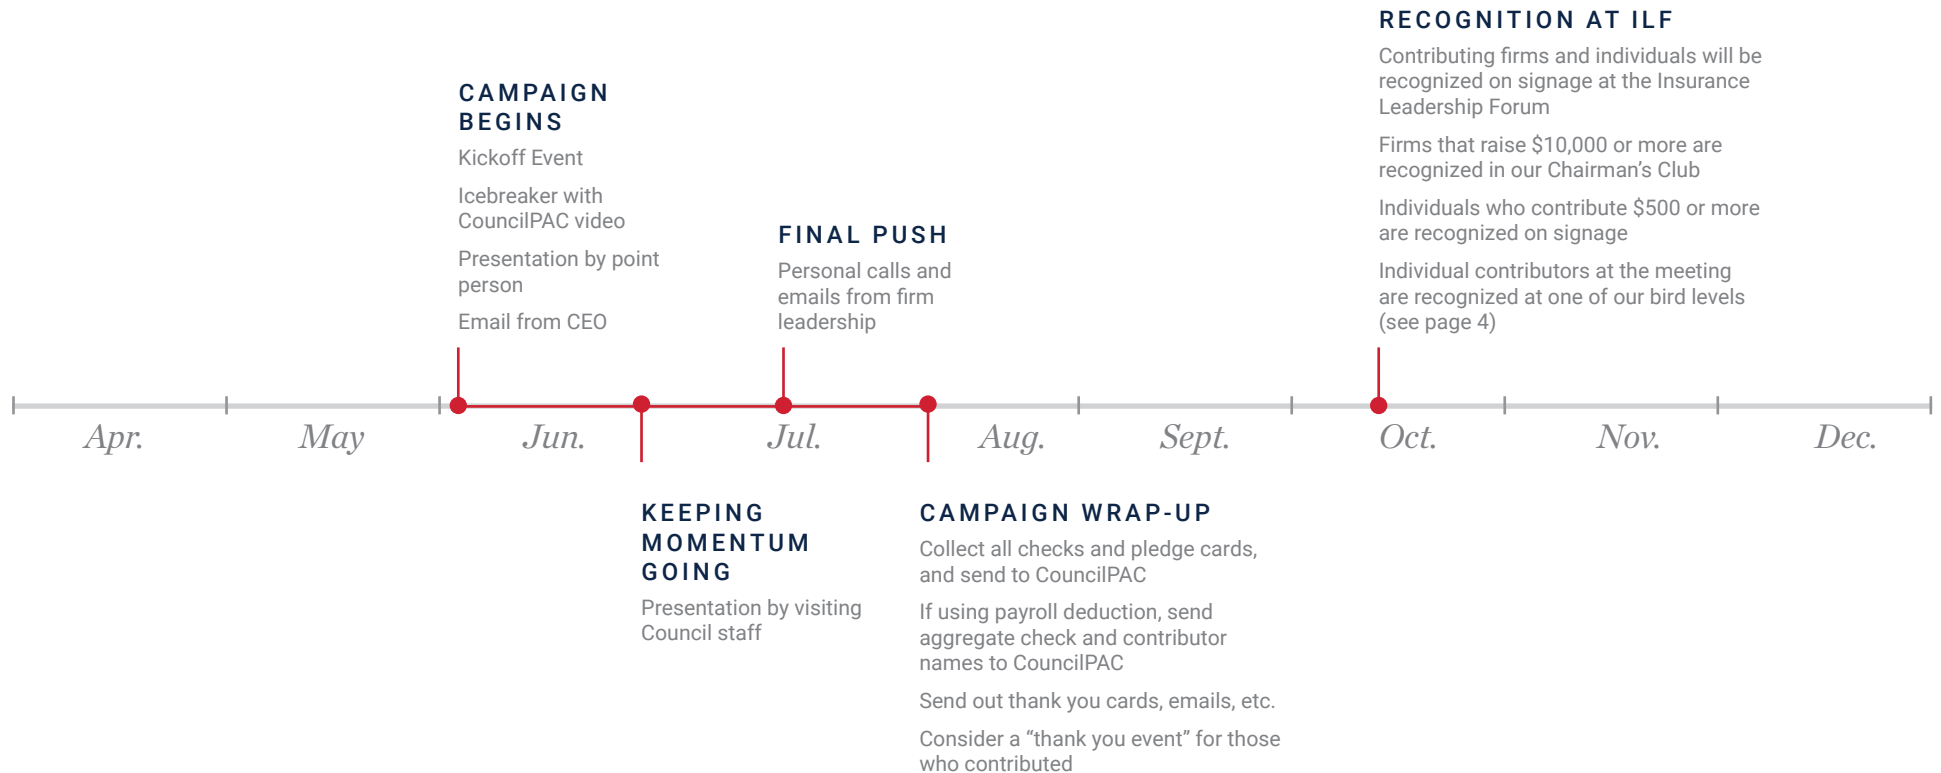 RECOGNITION AT ILF
Contributing firms and individuals will be
recognized on signage at the Insurance
Leadership Forum
Firms that raise $10,000 or more are
recognized in our Chairman’s Club
Individuals who contribute $500 or more
are recognized on signage
Individual contributors at the meeting
are recognized at one of our bird levels
(see page 4)
CAMPAIGN
BEGINS
Kickoff Event
Icebreaker with
CouncilPAC video
Presentation by point
person
Email from CEO
FINAL PUSH
Personal calls and
emails from firm
leadership
Apr. May Jun. Jul. Aug. Sept. Oct. Nov. Dec.
KEEPING
MOMENTUM
GOING
Presentation by visiting
Council staff
CAMPAIGN WRAP-UP
Collect all checks and pledge cards,
and send to CouncilPAC
If using payroll deduction, send
aggregate check and contributor
names to CouncilPAC
Send out thank you cards, emails, etc.
Consider a “thank you event” for those
who contributed